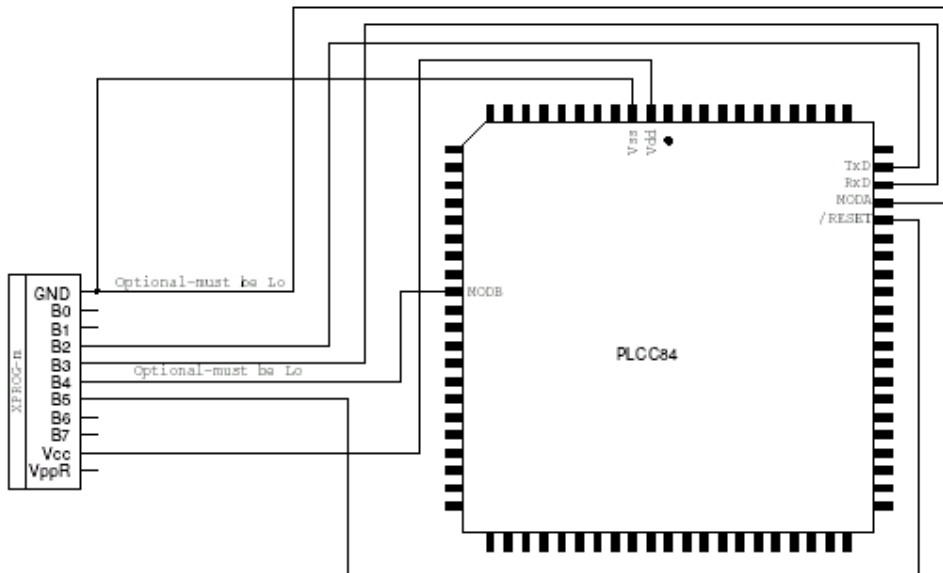 Vss
Vdd
TxD
RxD
MODA
/RESET
Optional-must be Lo
GND
B0
B1
B2
B3
Optional-must be Lo
B4
B5
B6
B7
Vcc
VppR
XPROG-m
MODB
PLCC84